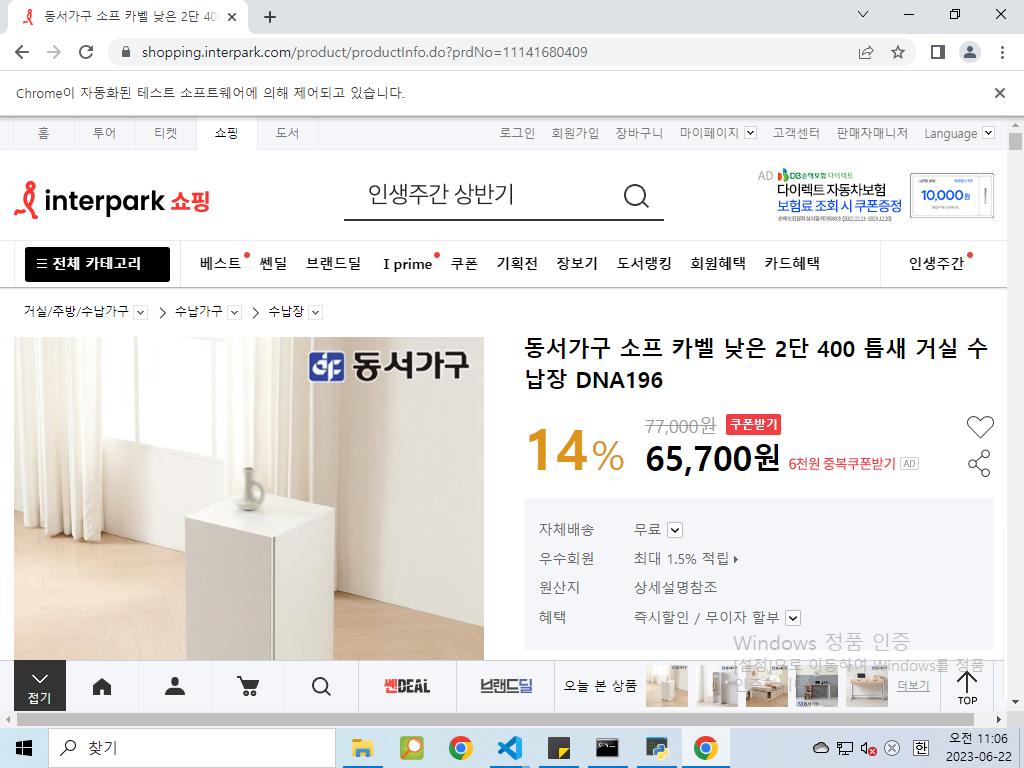 동서가구 소프 카벨 낮은 2단 40
shopping.interpark.com/product/productInfo.do?prdNo=11141680409
Chrome이 자동화된 테스트 소프트웨어에 의해 제어되고 있습니다.
홈 투어 티켓 쇼핑 도서 로그인 회원가입 장바구니 마이페이지 고객센터 판매자매니저 Language
interpark 쇼핑
인생주간 상반기
AD DB손해보험 다이렉트
다이렉트 자동차보험
보험료 조회 시 쿠폰증정
10,000원
전체 카테고리 베스트 쎈딜 브랜드딜 I prime 쿠폰 기획전 장보기 도서랭킹 회원혜택 카드혜택 인생주간
거실/주방/수납가구 수납가구 수납장
동서가구
동서가구 소프 카벨 낮은 2단 400 틈새 거실 수
납장 DNA196
14%
77,000원 쿠폰받기
65,700원 6천원 중복쿠폰받기 AD
자체배송 무료
우수회원 최대 1.5% 적립
원산지 상세설명참조
혜택 즉시할인 / 무이자 할부
Windows 정품 인증
[설정]으로 이동하여 Windows를 정품
접기 쎈DEAL 브랜드딜 오늘 본 상품 더보기 TOP
찾기
한
오전 11:06
2023-06-22